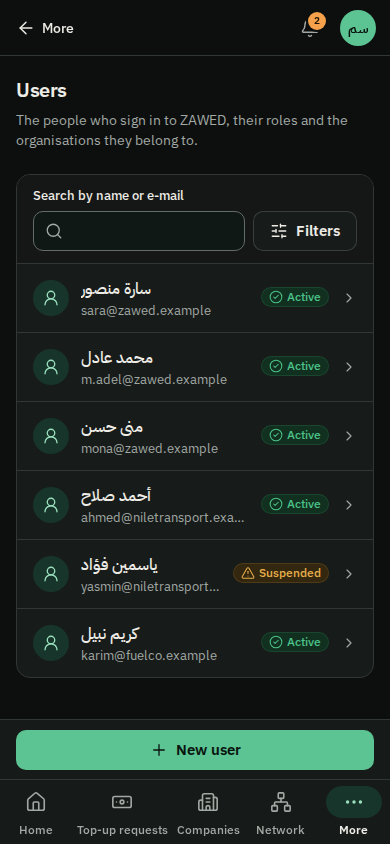 More
2
سم
Users
The people who sign in to ZAWED, their roles and the
organisations they belong to.
Search by name or e-mail
Filters
سارة منصور
sara@zawed.example
Active
محمد عادل
m.adel@zawed.example
Active
منى حسن
mona@zawed.example
Active
أحمد صلاح
ahmed@niletransport.exa...
Active
ياسمين فؤاد
yasmin@niletransport...
Suspended
كريم نبيل
karim@fuelco.example
Active
New user
Home
Top-up requests
Companies
Network
More